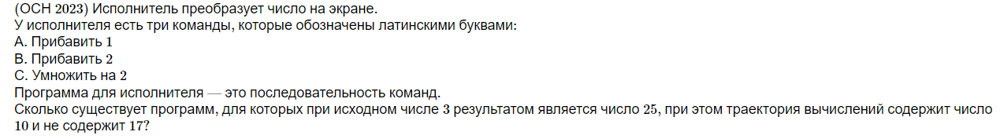 (ОСН 2023) Исполнитель преобразует число на экране.
У исполнителя есть три команды, которые обозначены латинскими буквами:
A. Прибавить 1
B. Прибавить 2
C. Умножить на 2
Программа для исполнителя — это последовательность команд.
Сколько существует программ, для которых при исходном числе 3 результатом является число 25, при этом траектория вычислений содержит число
10 и не содержит 17?